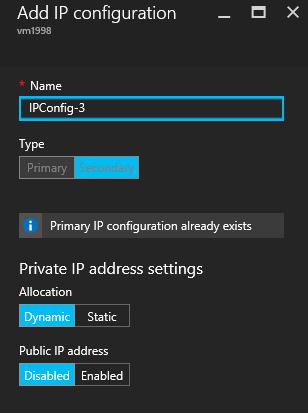 Add IP configuration
vm1998
* Name
IPConfig-3
Type
Primary Secondary
Primary IP configuration already exists
Private IP address settings
Allocation
Dynamic Static
Public IP address
Disabled Enabled